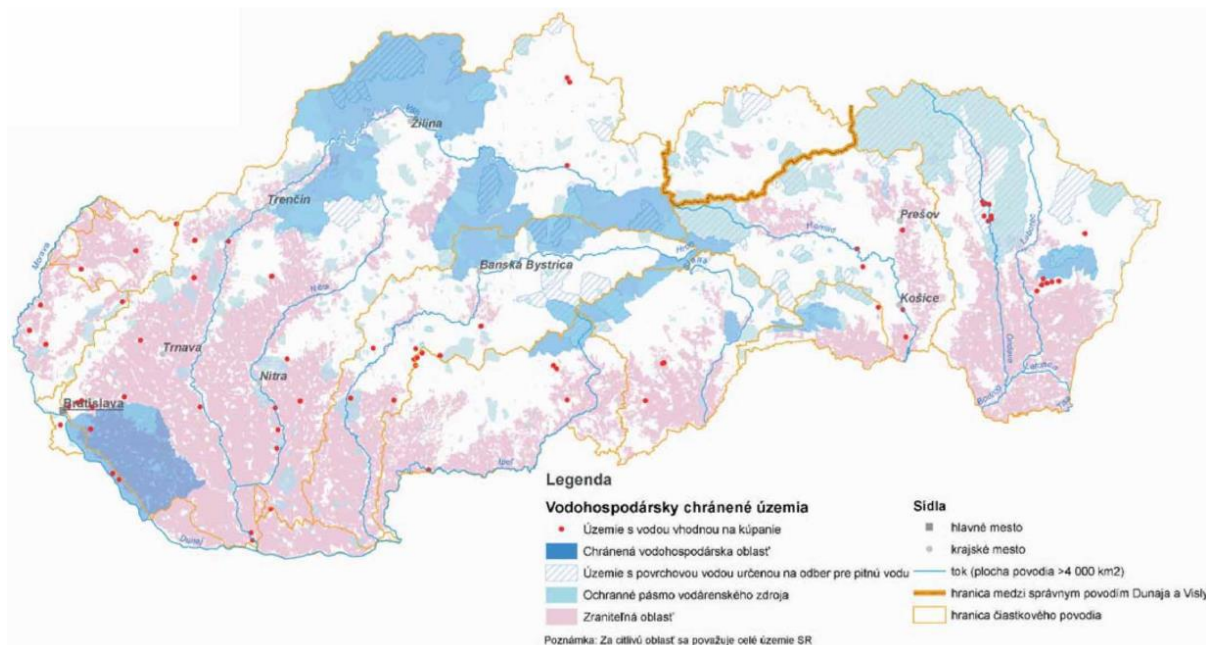 Váh
Žilina
Trenčín
Morava
Nitra
Banská Bystrica
Hron
Hornád
Prešov
Košice
Ondava
Laborec
Latorica
Bodrog
Tisa
Trnava
Nitra
Bratislava
Dunaj
Ipeľ
Legenda
Vodohospodársky chránené územia
Územie s vodou vhodnou na kúpanie
Chránená vodohospodárska oblasť
Územie s povrchovou vodou určenou na odber pre pitnú vodu
Ochranné pásmo vodárenského zdroja
Zraniteľná oblasť
Poznámka: Za citlivú oblasť sa považuje celé územie SR
Sídla
hlavné mesto
krajské mesto
tok (plocha povodia >4 000 km2)
hranica medzi správnym povodím Dunaja a Visly
hranica čiastkového povodia